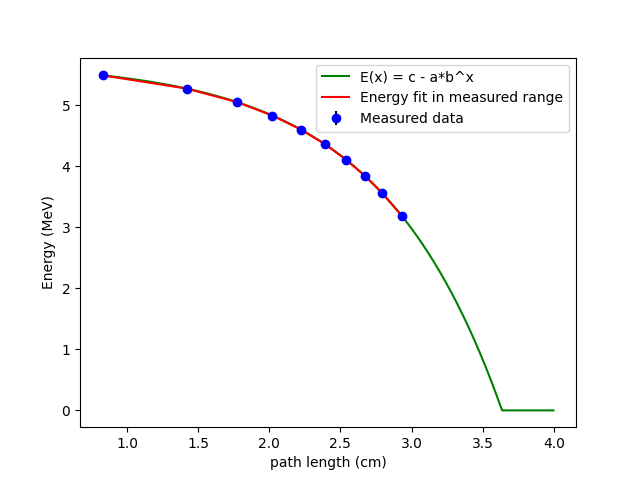 E(x) = c - a*b^x
Energy fit in measured range
Measured data
Energy (MeV)
5
4
3
2
1
0
1.0 1.5 2.0 2.5 3.0 3.5 4.0
path length (cm)